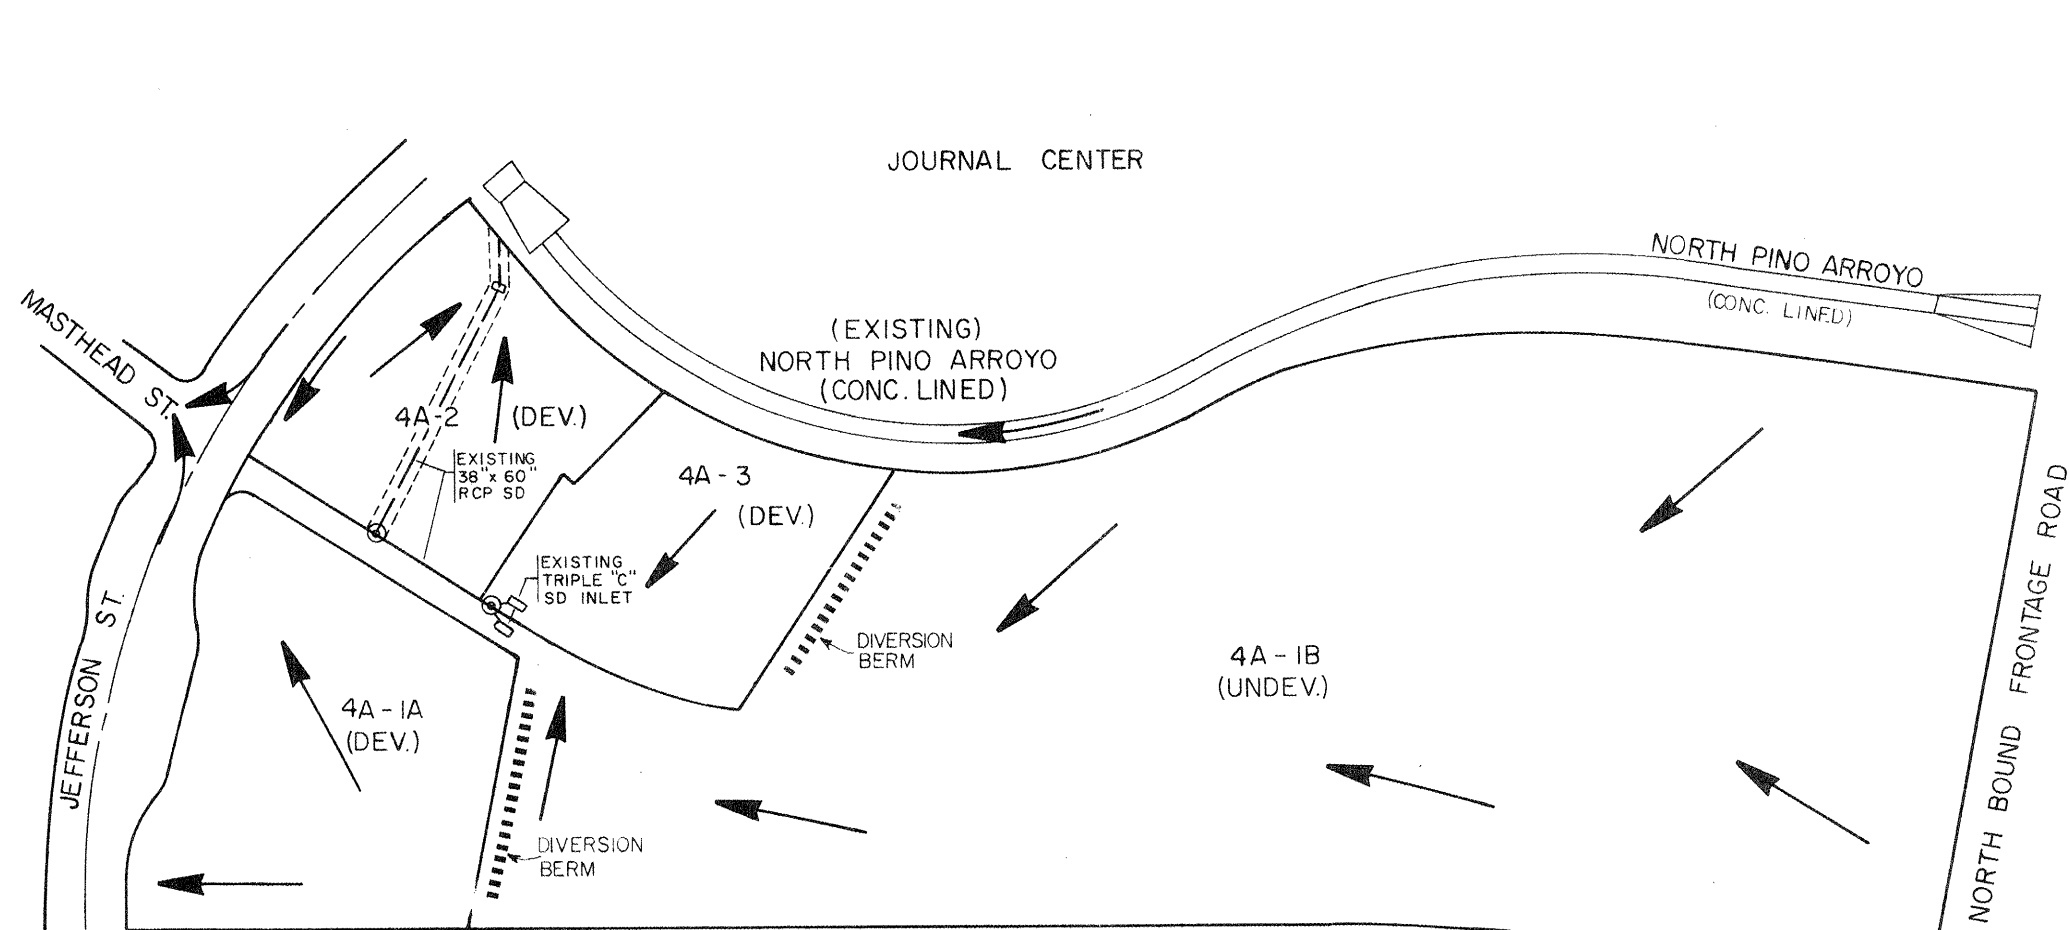 JOURNAL CENTER
NORTH PINO ARROYO
(CONC. LINED)
MASTHEAD ST.
(EXISTING)
NORTH PINO ARROYO
(CONC. LINED)
4A-2
(DEV.)
EXISTING
38"x 60"
RCP SD
4A-3
(DEV.)
EXISTING
TRIPLE "C"
SD INLET
DIVERSION
BERM
4A-1B
(UNDEV.)
4A-1A
(DEV.)
DIVERSION
BERM
JEFFERSON ST.
NORTH BOUND FRONTAGE ROAD